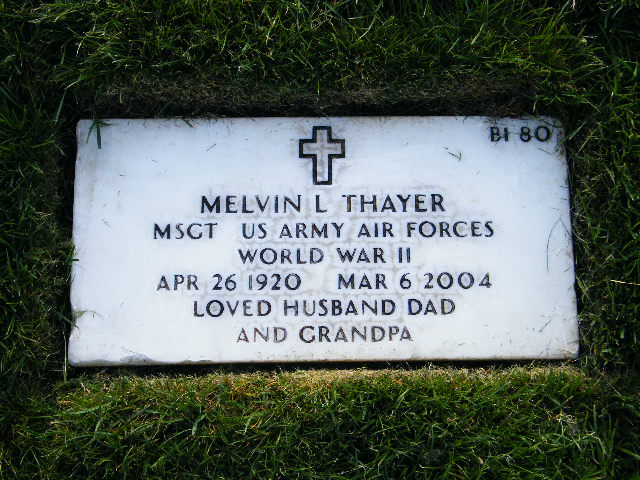 B1 80
MELVIN L THAYER
MSGT US ARMY AIR FORCES
WORLD WAR II
APR 26 1920 MAR 6 2004
LOVED HUSBAND DAD
AND GRANDPA